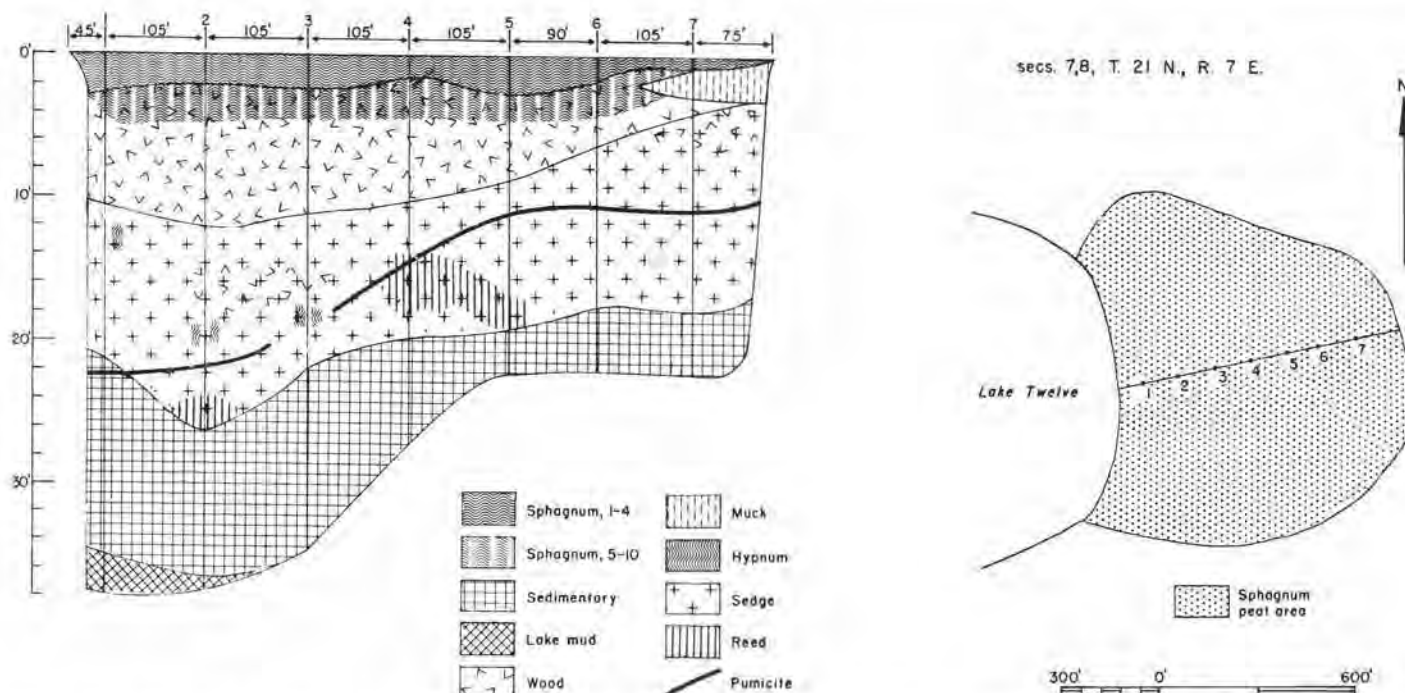 2 3 4 5 6 7
45' 105' 105' 105' 105' 90' 105' 75'
0'
10'
20'
30'
Sphagnum, 1-4
Sphagnum, 5-10
Sedimentary
Lake mud
Wood
Muck
Hypnum
Sedge
Reed
Pumicite
secs. 7,8, T. 21 N., R. 7 E.
N
Lake Twelve
1 2 3 4 5 6 7
Sphagnum
peat area
300' 0' 600'